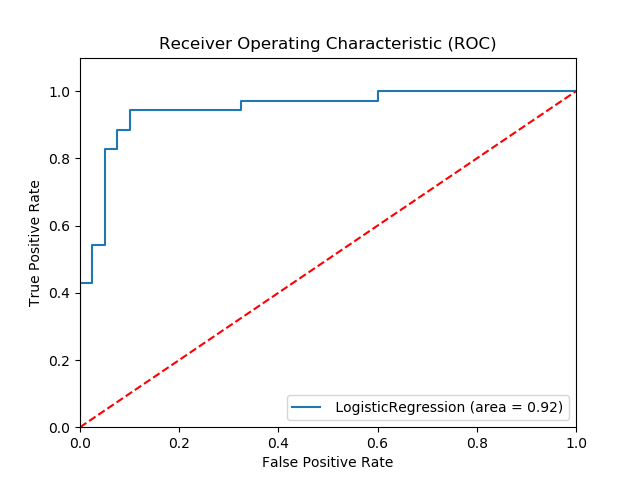 Receiver Operating Characteristic (ROC)
True Positive Rate
1.0
0.8
0.6
0.4
0.2
0.0
LogisticRegression (area = 0.92)
0.0 0.2 0.4 0.6 0.8 1.0
False Positive Rate